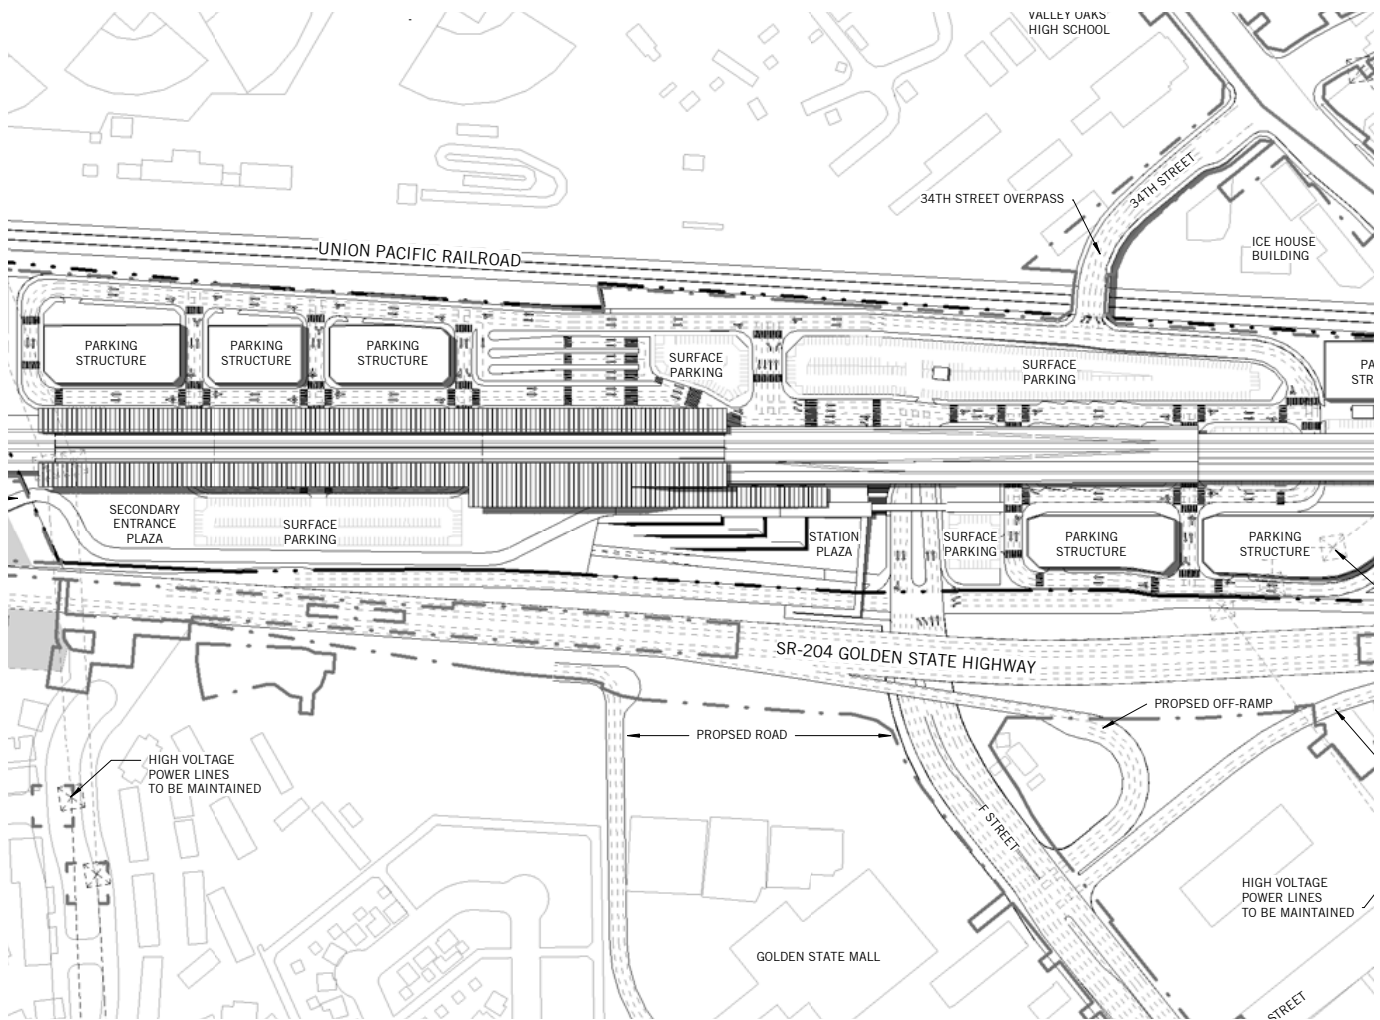 VALLEY OAKS
HIGH SCHOOL
34TH STREET
34TH STREET OVERPASS
ICE HOUSE
BUILDING
UNION PACIFIC RAILROAD
PARKING
STRUCTURE
PARKING
STRUCTURE
PARKING
STRUCTURE
SURFACE
PARKING
SURFACE
PARKING
PA
STR
SECONDARY
ENTRANCE
PLAZA
SURFACE
PARKING
STATION
PLAZA
SURFACE
PARKING
PARKING
STRUCTURE
PARKING
STRUCTURE
SR-204 GOLDEN STATE HIGHWAY
PROPSED OFF-RAMP
PROPSED ROAD
HIGH VOLTAGE
POWER LINES
TO BE MAINTAINED
F STREET
HIGH VOLTAGE
POWER LINES
TO BE MAINTAINED
GOLDEN STATE MALL
STREET